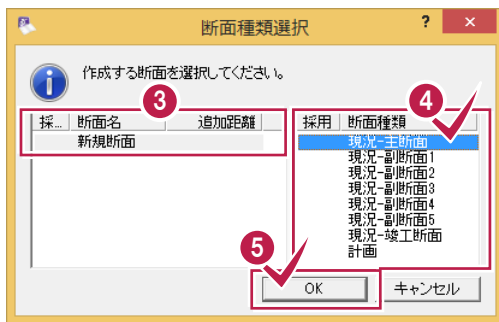 断面種類選択
? ×
作成する断面を選択してください。
3
4
採... 断面名 追加距離
新規断面
採用 断面種類
現況-主断面
現況-副断面1
現況-副断面2
現況-副断面3
現況-副断面4
現況-副断面5
現況-竣工断面
計画
5
OK キャンセル